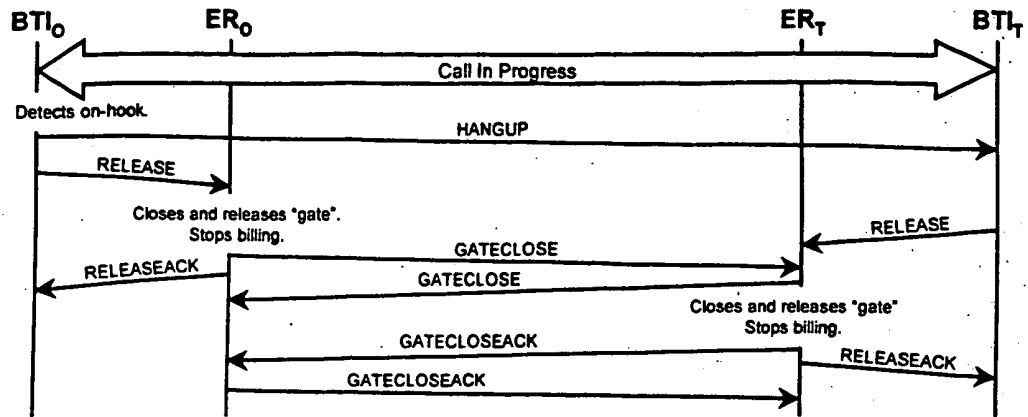 BTIO ERO ERT BTIT
Call In Progress
Detects on-hook.
HANGUP
RELEASE
Closes and releases "gate".
Stops billing.
RELEASE
GATECLOSE
RELEASEACK
GATECLOSE
Closes and releases "gate"
Stops billing.
GATECLOSEACK
RELEASEACK
GATECLOSEACK